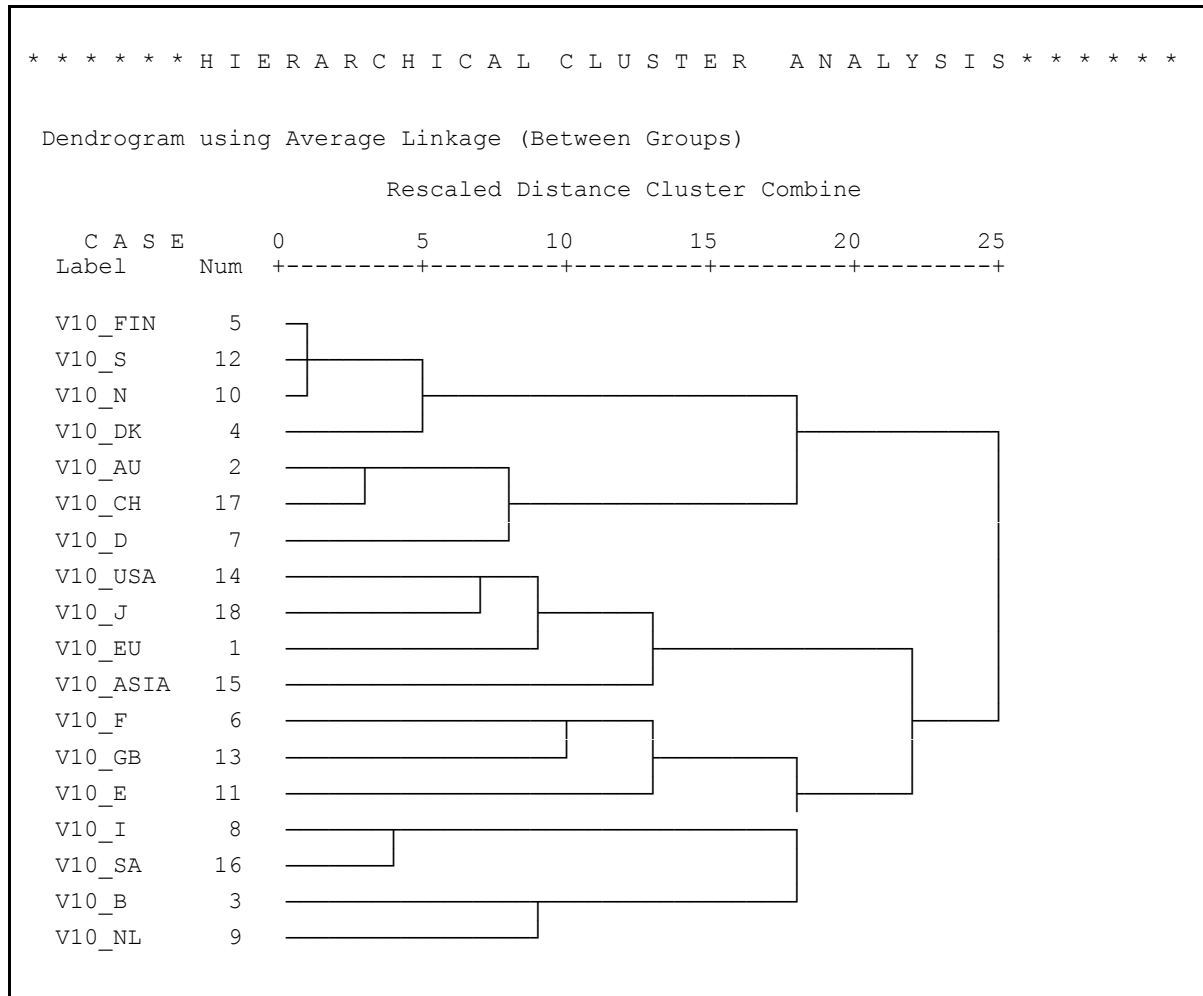 * * * * * * H I E R A R C H I C A L C L U S T E R A N A L Y S I S * * * * * *
Dendrogram using Average Linkage (Between Groups)
Rescaled Distance Cluster Combine
C A S E 0 5 10 15 20 25
Label Num +---------+---------+---------+---------+---------+
V10_FIN 5
V10_S 12
V10_N 10
V10_DK 4
V10_AU 2
V10_CH 17
V10_D 7
V10_USA 14
V10_J 18
V10_EU 1
V10_ASIA 15
V10_F 6
V10_GB 13
V10_E 11
V10_I 8
V10_SA 16
V10_B 3
V10_NL 9